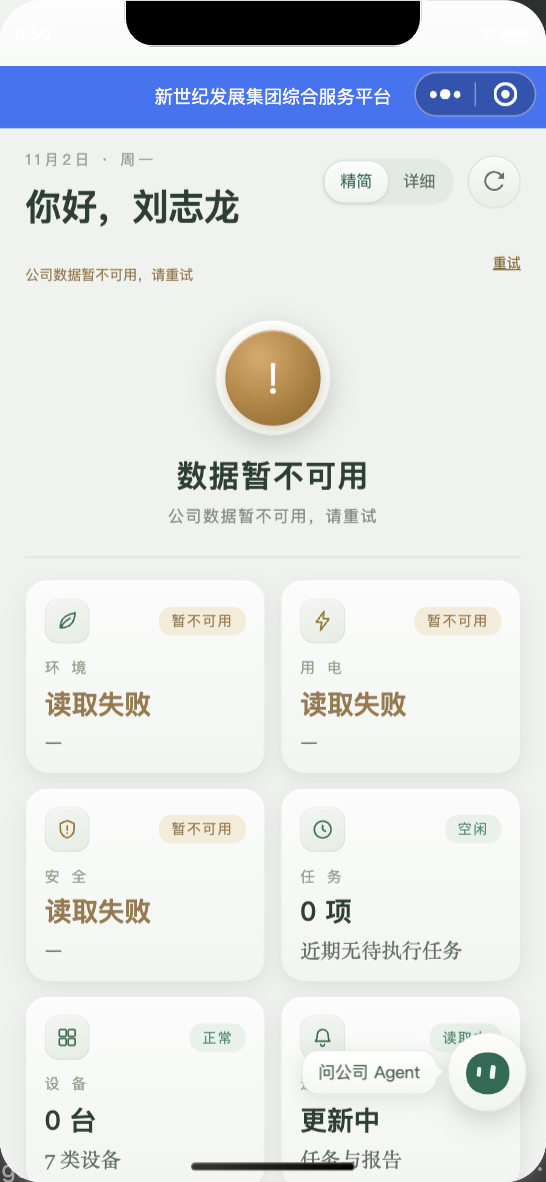 新世纪发展集团综合服务平台
11月2日 · 周一
你好，刘志龙
精简
详细
公司数据暂不可用，请重试
重试
!
数据暂不可用
公司数据暂不可用，请重试
暂不可用
环 境
读取失败
—
暂不可用
用 电
读取失败
—
暂不可用
安 全
读取失败
—
空闲
任 务
0 项
近期无待执行任务
正常
设 备
0 台
7 类设备
读取
问公司 Agent
更新中
任务与报告